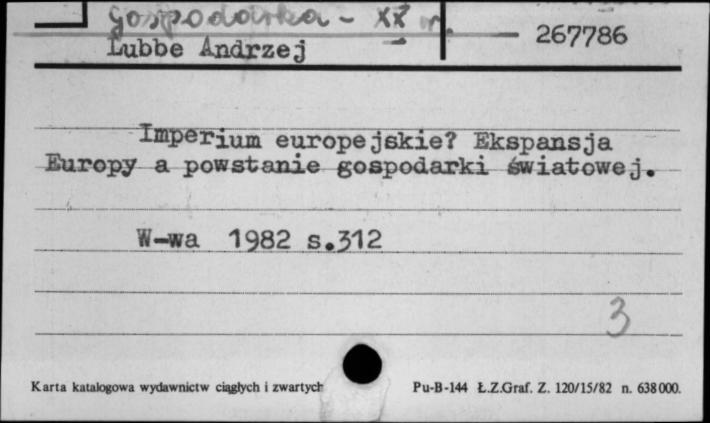 gospodarka - XX w.
267786
Lubbe Andrzej
Imperium europejskie? Ekspansja
Europy a powstanie gospodarki światowej.
W-wa 1982 s.312
3
Karta katalogowa wydawnictw ciągłych i zwartych
Pu-B-144 Ł.Z.Graf. Z. 120/15/82 n. 638000.